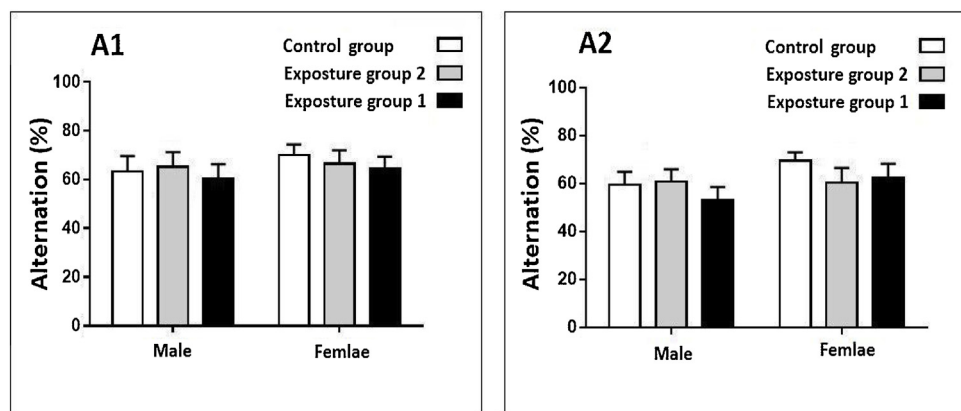 A1
Control group
Exposture group 2
Exposture group 1
Alternation (%)
100
80
60
40
20
0
Male
Femlae
A2
Control group
Exposture group 2
Exposture group 1
Alternation (%)
100
80
60
40
20
0
Male
Femlae